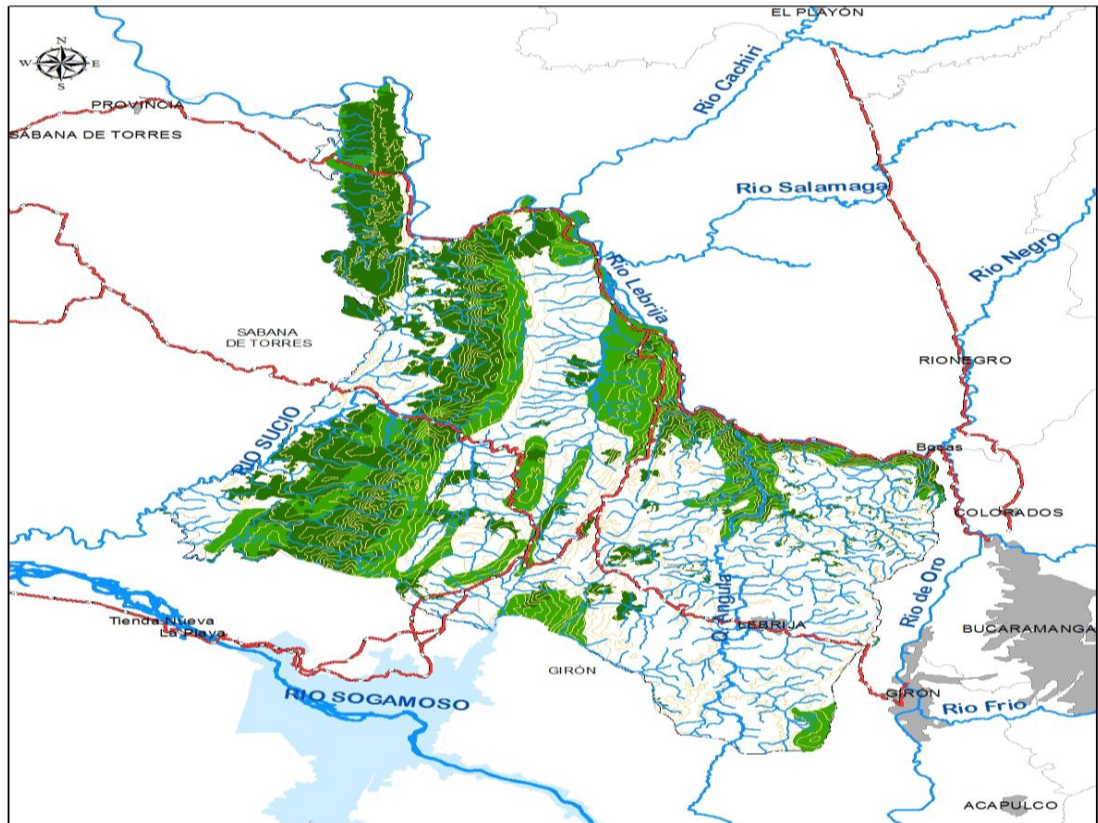 EL PLAYÓN
N
W
E
S
Rio Cachiri
PROVINCIA
SABANA DE TORRES
Rio Salamaga
Rio Negro
Rio Lebrija
SABANA
DE TORRES
RIONEGRO
RIO SUCIO
Bocas
COLORADOS
Rio de Oro
Q. Angula
Tienda Nueva
La Playa
LEBRIJA
BUCARAMANGA
GIRÓN
GIRÓN
RIO SOGAMOSO
Rio Frio
ACAPULCO